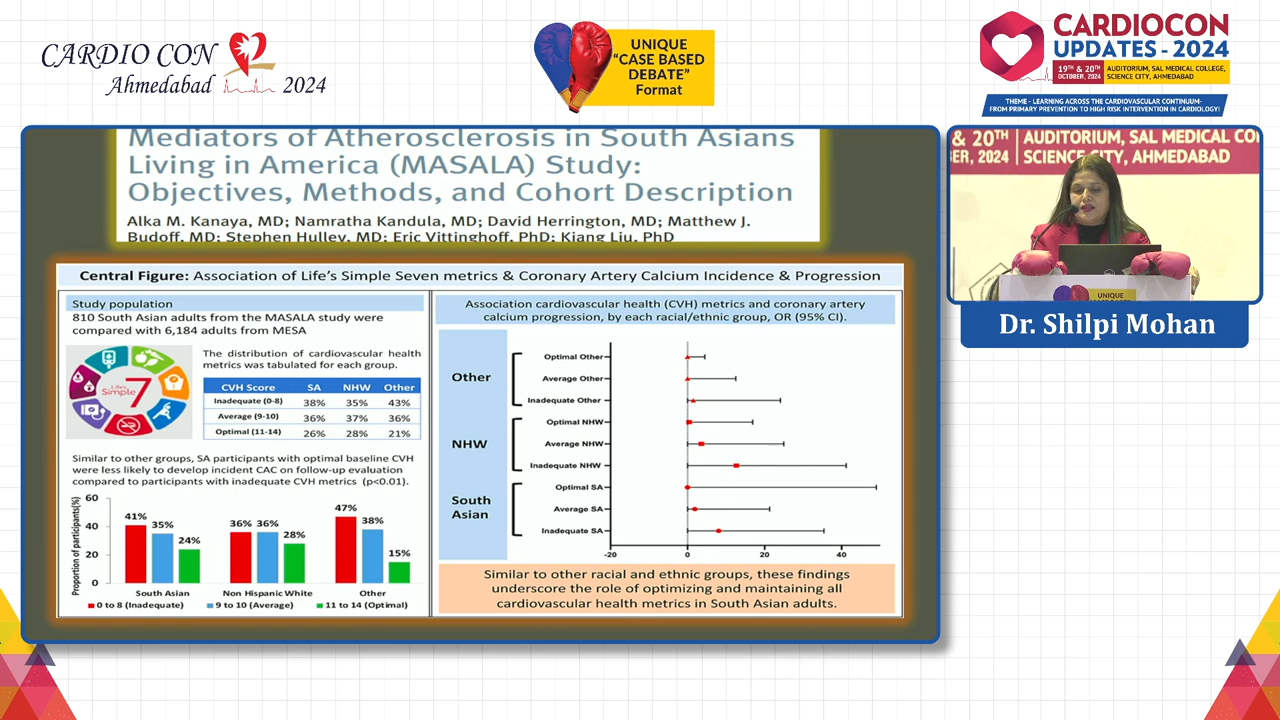 CARDIO CON
Ahmedabad 2024
UNIQUE
"CASE BASED
DEBATE"
Format
CARDIOCON
UPDATES - 2024
19TH & 20TH
OCTOBER, 2024
AUDITORIUM, SAL MEDICAL COLLEGE,
SCIENCE CITY, AHMEDABAD
THEME - LEARNING ACROSS THE CARDIOVASCULAR CONTINUUM-
FROM PRIMARY PREVENTION TO HIGH RISK INTERVENTION IN CARDIOLOGY!
Mediators of Atherosclerosis in South Asians
Living in America (MASALA) Study:
Objectives, Methods, and Cohort Description
Alka M. Kanaya, MD; Namratha Kandula, MD; David Herrington, MD; Matthew J.
Budoff, MD; Stephen Hulley, MD; Eric Vittinghoff, PhD; Kiang Liu, PhD
Central Figure: Association of Life's Simple Seven metrics & Coronary Artery Calcium Incidence & Progression
Study population
810 South Asian adults from the MASALA study were
compared with 6,184 adults from MESA
Life's
Simple 7
The distribution of cardiovascular health
metrics was tabulated for each group.
CVH Score SA NHW Other
Inadequate (0-8) 38% 35% 43%
Average (9-10) 36% 37% 36%
Optimal (11-14) 26% 28% 21%
Similar to other groups, SA participants with optimal baseline CVH
were less likely to develop incident CAC on follow-up evaluation
compared to participants with inadequate CVH metrics (p<0.01).
Proportion of participants(%)
60
40
20
0
41% 35% 24%
36% 36% 28%
47% 38% 15%
South Asian Non Hispanic White Other
0 to 8 (Inadequate) 9 to 10 (Average) 11 to 14 (Optimal)
Association cardiovascular health (CVH) metrics and coronary artery
calcium progression, by each racial/ethnic group, OR (95% CI).
Other
Optimal Other
Average Other
Inadequate Other
NHW
Optimal NHW
Average NHW
Inadequate NHW
South
Asian
Optimal SA
Average SA
Inadequate SA
-20 0 20 40
Similar to other racial and ethnic groups, these findings
underscore the role of optimizing and maintaining all
cardiovascular health metrics in South Asian adults.
& 20TH
ER, 2024
AUDITORIUM, SAL MEDICAL CO
SCIENCE CITY, AHMEDABAD
UNIQUE
Dr. Shilpi Mohan